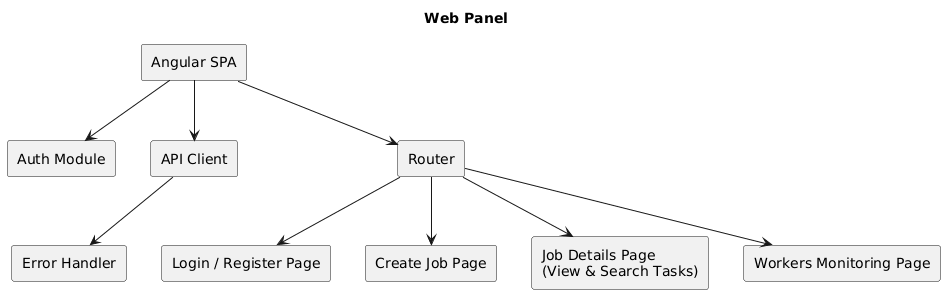 Web Panel
Angular SPA
Auth Module
API Client
Router
Error Handler
Login / Register Page
Create Job Page
Job Details Page
(View & Search Tasks)
Workers Monitoring Page